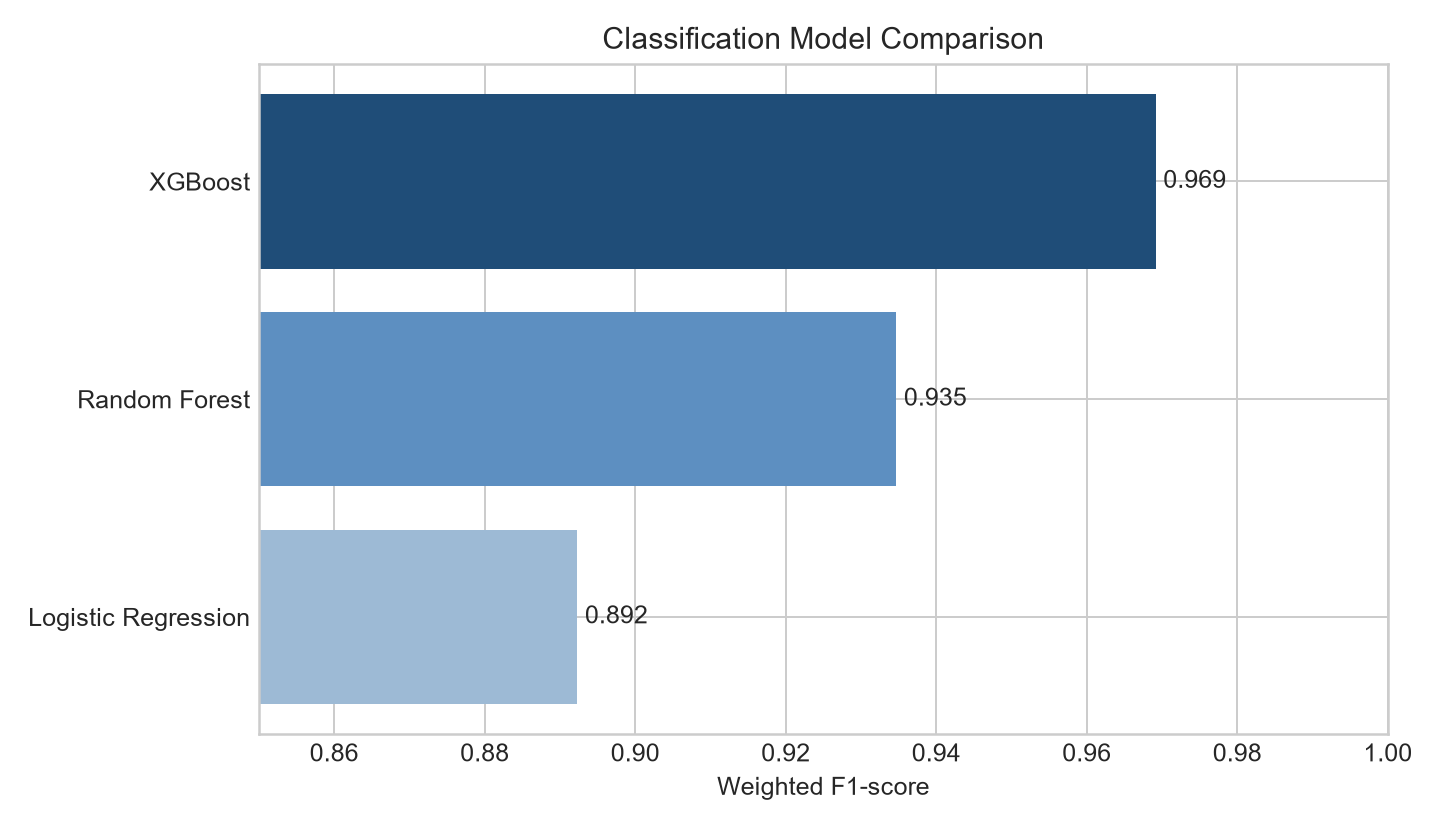 Classification Model Comparison
XGBoost
0.969
Random Forest
0.935
Logistic Regression
0.892
0.86 0.88 0.90 0.92 0.94 0.96 0.98 1.00
Weighted F1-score